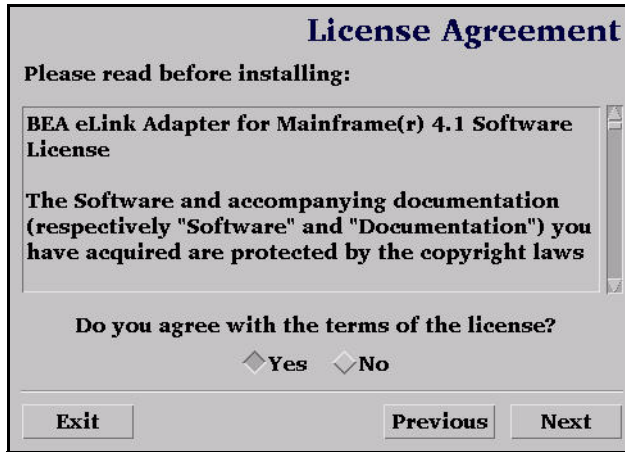 License Agreement
Please read before installing:
BEA eLink Adapter for Mainframe(r) 4.1 Software
License
The Software and accompanying documentation
(respectively "Software" and "Documentation") you
have acquired are protected by the copyright laws
Do you agree with the terms of the license?
Yes No
Exit Previous Next